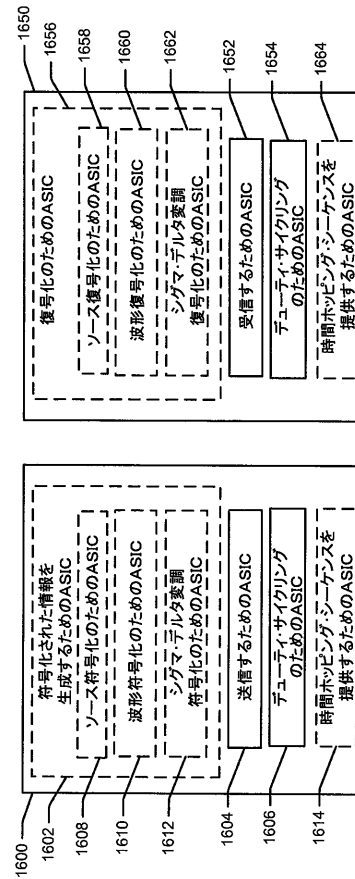 1600
1602
符号化された情報を
生成するためのASIC
1608
ソース符号化のためのASIC
1610
波形符号化のためのASIC
1612
シグマ・デルタ変調
符号化のためのASIC
1604
送信するためのASIC
1606
デューティ・サイクリング
のためのASIC
1614
時間ホッピング・シーケンスを
提供するためのASIC
1650
1656
復号化のためのASIC
1658
ソース復号化のためのASIC
1660
波形復号化のためのASIC
1662
シグマ・デルタ変調
復号化のためのASIC
1652
受信するためのASIC
1654
デューティ・サイクリング
のためのASIC
1664
時間ホッピング・シーケンスを
提供するためのASIC